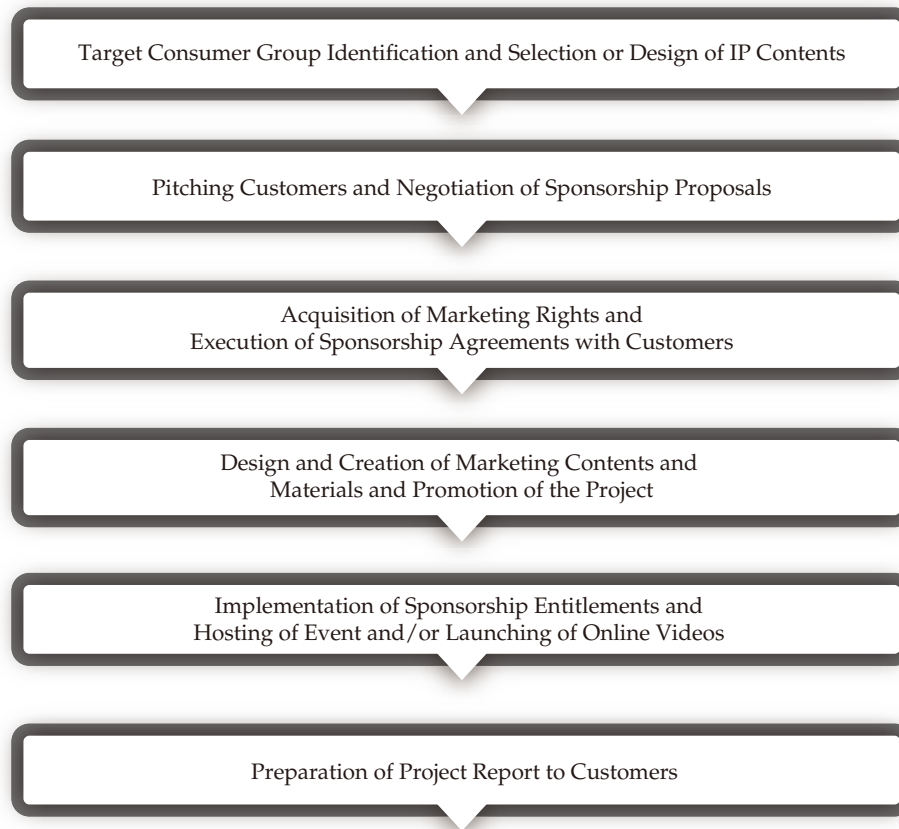 Target Consumer Group Identification and Selection or Design of IP Contents
Pitching Customers and Negotiation of Sponsorship Proposals
Acquisition of Marketing Rights and
Execution of Sponsorship Agreements with Customers
Design and Creation of Marketing Contents and
Materials and Promotion of the Project
Implementation of Sponsorship Entitlements and
Hosting of Event and/or Launching of Online Videos
Preparation of Project Report to Customers